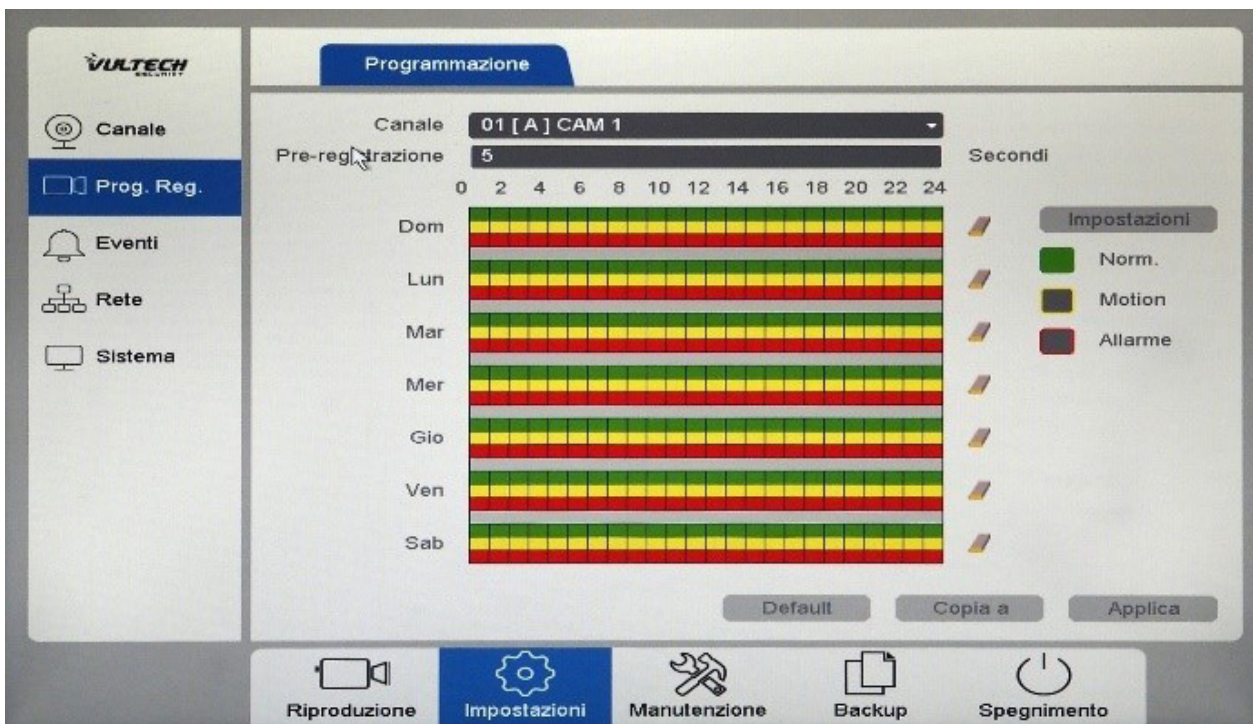 VULTECH
SECURITY
Programmazione
Canale
Prog. Reg.
Eventi
Rete
Sistema
Canale 01 [ A ] CAM 1
Pre-registrazione 5 Secondi
0 2 4 6 8 10 12 14 16 18 20 22 24
Dom
Lun
Mar
Mer
Gio
Ven
Sab
Impostazioni
Norm.
Motion
Allarme
Default Copia a Applica
Riproduzione Impostazioni Manutenzione Backup Spegnimento